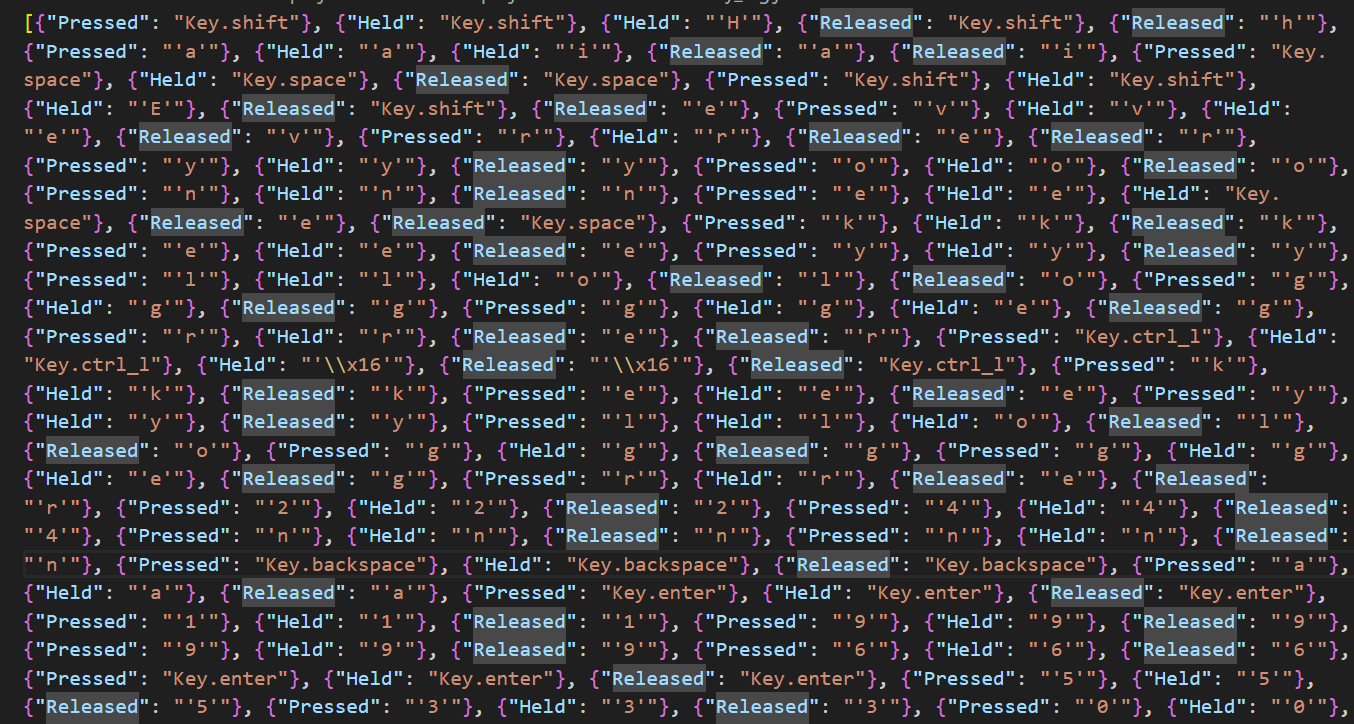 [{"Pressed": "Key.shift"}, {"Held": "Key.shift"}, {"Held": "'H'"}, {"Released": "Key.shift"}, {"Released": "'h'"},
{"Pressed": "'a'"}, {"Held": "'a'"}, {"Held": "'i'"}, {"Released": "'a'"}, {"Released": "'i'"}, {"Pressed": "Key.
space"}, {"Held": "Key.space"}, {"Released": "Key.space"}, {"Pressed": "Key.shift"}, {"Held": "Key.shift"},
{"Held": "'E'"}, {"Released": "Key.shift"}, {"Released": "'e'"}, {"Pressed": "'v'"}, {"Held": "'v'"}, {"Held":
"'e'"}, {"Released": "'v'"}, {"Pressed": "'r'"}, {"Held": "'r'"}, {"Released": "'e'"}, {"Released": "'r'"},
{"Pressed": "'y'"}, {"Held": "'y'"}, {"Released": "'y'"}, {"Pressed": "'o'"}, {"Held": "'o'"}, {"Released": "'o'"},
{"Pressed": "'n'"}, {"Held": "'n'"}, {"Released": "'n'"}, {"Pressed": "'e'"}, {"Held": "'e'"}, {"Held": "Key.
space"}, {"Released": "'e'"}, {"Released": "Key.space"}, {"Pressed": "'k'"}, {"Held": "'k'"}, {"Released": "'k'"},
{"Pressed": "'e'"}, {"Held": "'e'"}, {"Released": "'e'"}, {"Pressed": "'y'"}, {"Held": "'y'"}, {"Released": "'y'"},
{"Pressed": "'l'"}, {"Held": "'l'"}, {"Held": "'o'"}, {"Released": "'l'"}, {"Released": "'o'"}, {"Pressed": "'g'"},
{"Held": "'g'"}, {"Released": "'g'"}, {"Pressed": "'g'"}, {"Held": "'g'"}, {"Held": "'e'"}, {"Released": "'g'"},
{"Pressed": "'r'"}, {"Held": "'r'"}, {"Released": "'e'"}, {"Released": "'r'"}, {"Pressed": "Key.ctrl_l"}, {"Held":
"Key.ctrl_l"}, {"Held": "'\\x16'"}, {"Released": "'\\x16'"}, {"Released": "Key.ctrl_l"}, {"Pressed": "'k'"},
{"Held": "'k'"}, {"Released": "'k'"}, {"Pressed": "'e'"}, {"Held": "'e'"}, {"Released": "'e'"}, {"Pressed": "'y'"},
{"Held": "'y'"}, {"Released": "'y'"}, {"Pressed": "'l'"}, {"Held": "'l'"}, {"Held": "'o'"}, {"Released": "'l'"},
{"Released": "'o'"}, {"Pressed": "'g'"}, {"Held": "'g'"}, {"Released": "'g'"}, {"Pressed": "'g'"}, {"Held": "'g'"},
{"Held": "'e'"}, {"Released": "'g'"}, {"Pressed": "'r'"}, {"Held": "'r'"}, {"Released": "'e'"}, {"Released":
"'r'"}, {"Pressed": "'2'"}, {"Held": "'2'"}, {"Released": "'2'"}, {"Pressed": "'4'"}, {"Held": "'4'"}, {"Released":
"'4'"}, {"Pressed": "'n'"}, {"Held": "'n'"}, {"Released": "'n'"}, {"Pressed": "'n'"}, {"Held": "'n'"}, {"Released":
"'n'"}, {"Pressed": "Key.backspace"}, {"Held": "Key.backspace"}, {"Released": "Key.backspace"}, {"Pressed": "'a'"},
{"Held": "'a'"}, {"Released": "'a'"}, {"Pressed": "Key.enter"}, {"Held": "Key.enter"}, {"Released": "Key.enter"},
{"Pressed": "'1'"}, {"Held": "'1'"}, {"Released": "'1'"}, {"Pressed": "'9'"}, {"Held": "'9'"}, {"Released": "'9'"},
{"Pressed": "'9'"}, {"Held": "'9'"}, {"Released": "'9'"}, {"Pressed": "'6'"}, {"Held": "'6'"}, {"Released": "'6'"},
{"Pressed": "Key.enter"}, {"Held": "Key.enter"}, {"Released": "Key.enter"}, {"Pressed": "'5'"}, {"Held": "'5'"},
{"Released": "'5'"}, {"Pressed": "'3'"}, {"Held": "'3'"}, {"Released": "'3'"}, {"Pressed": "'0'"}, {"Held": "'0'"},